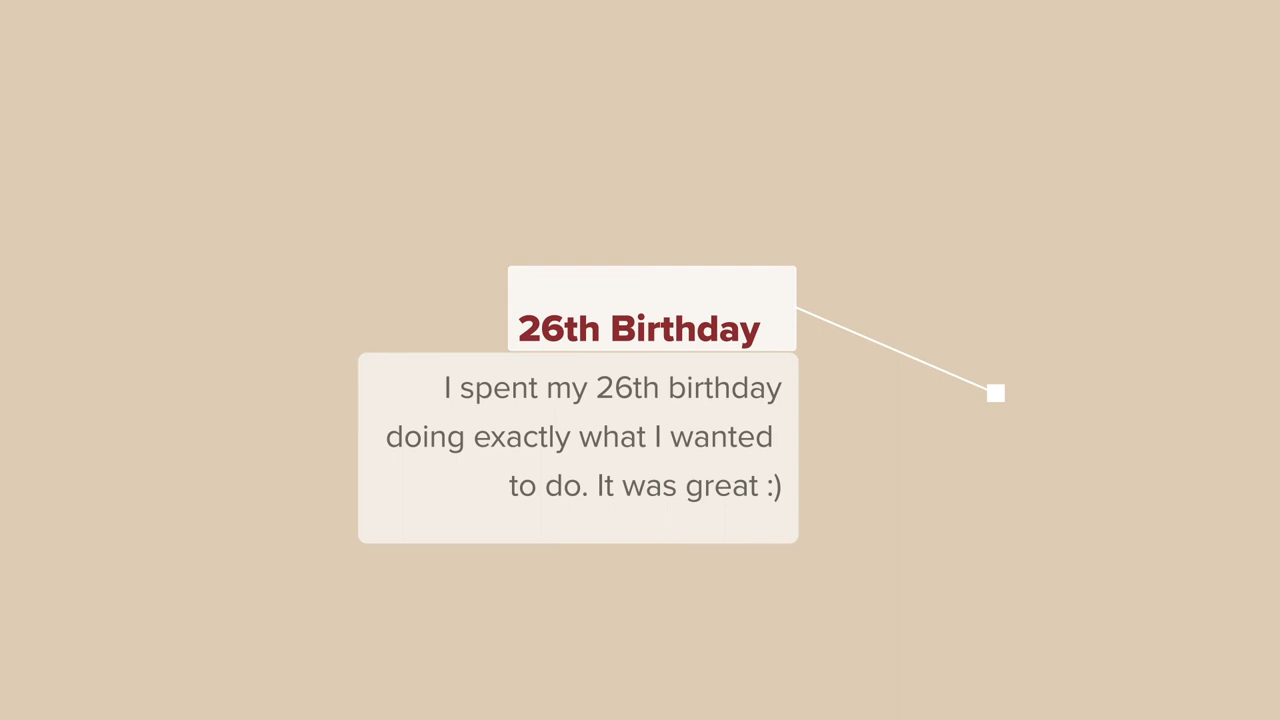 26th Birthday
I spent my 26th birthday
doing exactly what I wanted
to do. It was great :)